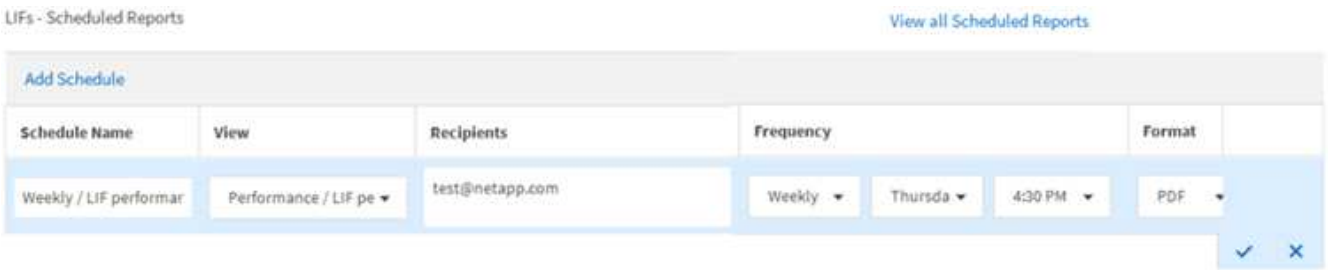 LIFs - Scheduled Reports View all Scheduled Reports
Add Schedule
Schedule Name View Recipients Frequency Format
Weekly / LIF performar Performance / LIF pe test@netapp.com Weekly Thursda 4:30 PM PDF